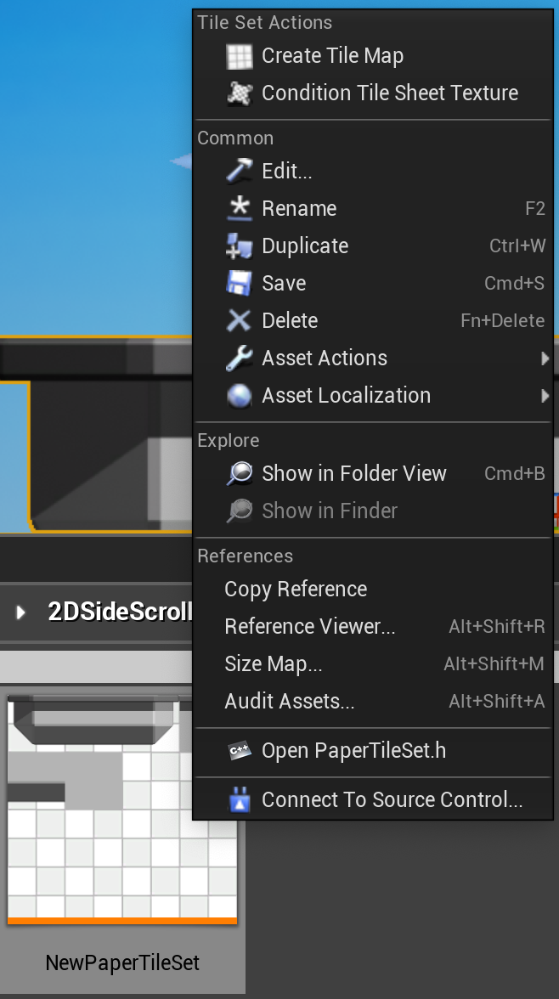 Tile Set Actions
Create Tile Map
Condition Tile Sheet Texture
Common
Edit...
Rename F2
Duplicate Ctrl+W
Save Cmd+S
Delete Fn+Delete
Asset Actions
Asset Localization
Explore
Show in Folder View Cmd+B
Show in Finder
References
Copy Reference
Reference Viewer... Alt+Shift+R
Size Map... Alt+Shift+M
Audit Assets... Alt+Shift+A
C++ Open PaperTileSet.h
Connect To Source Control...
2DSideScroll
NewPaperTileSet